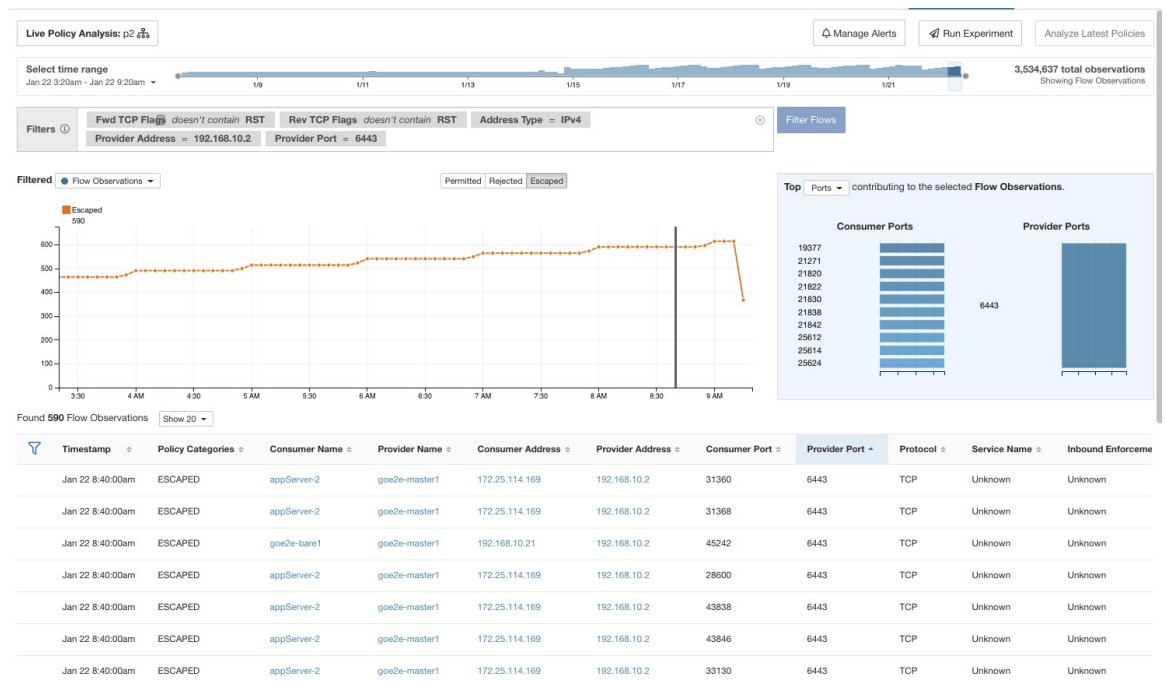 Live Policy Analysis: p2
Manage Alerts
Run Experiment
Analyze Latest Policies
Select time range
Jan 22 3:20am - Jan 22 9:20am
1/9 1/11 1/13 1/15 1/17 1/19 1/21
3,534,637 total observations
Showing Flow Observations
Filters
Fwd TCP Flags doesn't contain RST Rev TCP Flags doesn't contain RST Address Type = IPv4
Provider Address = 192.168.10.2 Provider Port = 6443
Filter Flows
Filtered Flow Observations
Permitted Rejected Escaped
Escaped
590
600
500
400
300
200
100
0
3:30 4 AM 4:30 5 AM 5:30 6 AM 6:30 7 AM 7:30 8 AM 8:30 9 AM
Top Ports contributing to the selected Flow Observations.
Consumer Ports Provider Ports
19377
21271
21820
21822
21830
6443
21838
21842
25612
25614
25624
Found 590 Flow Observations Show 20
Timestamp Policy Categories Consumer Name Provider Name Consumer Address Provider Address Consumer Port Provider Port Protocol Service Name Inbound Enforceme
Jan 22 8:40:00am ESCAPED appServer-2 goe2e-master1 172.25.114.169 192.168.10.2 31360 6443 TCP Unknown Unknown
Jan 22 8:40:00am ESCAPED appServer-2 goe2e-master1 172.25.114.169 192.168.10.2 31368 6443 TCP Unknown Unknown
Jan 22 8:40:00am ESCAPED goe2e-bare1 goe2e-master1 192.168.10.21 192.168.10.2 45242 6443 TCP Unknown Unknown
Jan 22 8:40:00am ESCAPED appServer-2 goe2e-master1 172.25.114.169 192.168.10.2 28600 6443 TCP Unknown Unknown
Jan 22 8:40:00am ESCAPED appServer-2 goe2e-master1 172.25.114.169 192.168.10.2 43838 6443 TCP Unknown Unknown
Jan 22 8:40:00am ESCAPED appServer-2 goe2e-master1 172.25.114.169 192.168.10.2 43846 6443 TCP Unknown Unknown
Jan 22 8:40:00am ESCAPED appServer-2 goe2e-master1 172.25.114.169 192.168.10.2 33130 6443 TCP Unknown Unknown